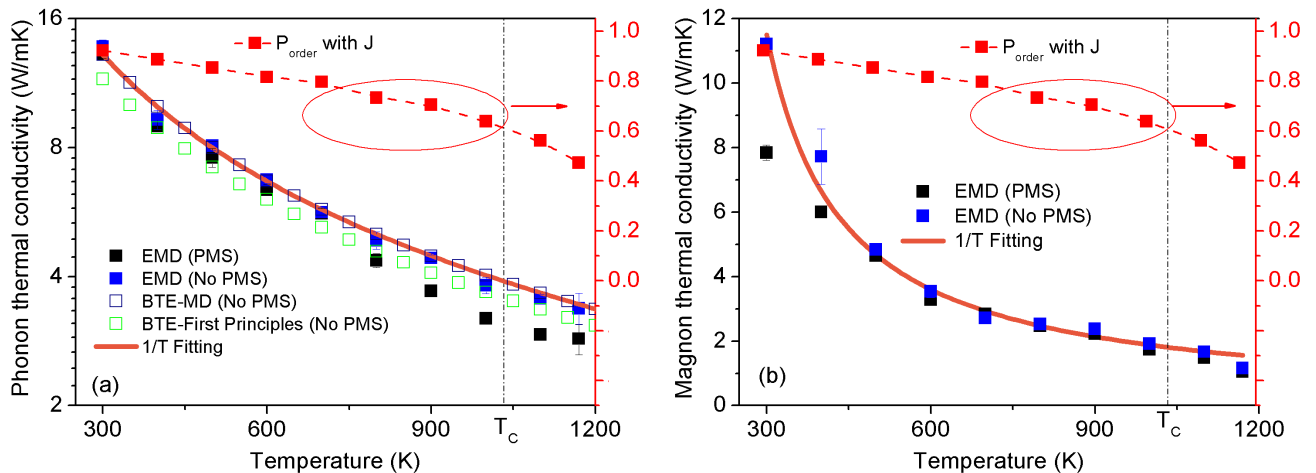 16
8
4
2
Phonon thermal conductivity (W/mK)
P_order with J
EMD (PMS)
EMD (No PMS)
BTE-MD (No PMS)
BTE-First Principles (No PMS)
1/T Fitting
(a)
1.0
0.8
0.6
0.4
0.2
0.0
300
600
900
T_C
1200
Temperature (K)
12
10
8
6
4
2
0
Magnon thermal conductivity (W/mK)
P_order with J
EMD (PMS)
EMD (No PMS)
1/T Fitting
(b)
1.0
0.8
0.6
0.4
0.2
0.0
300
600
900
T_C
1200
Temperature (K)